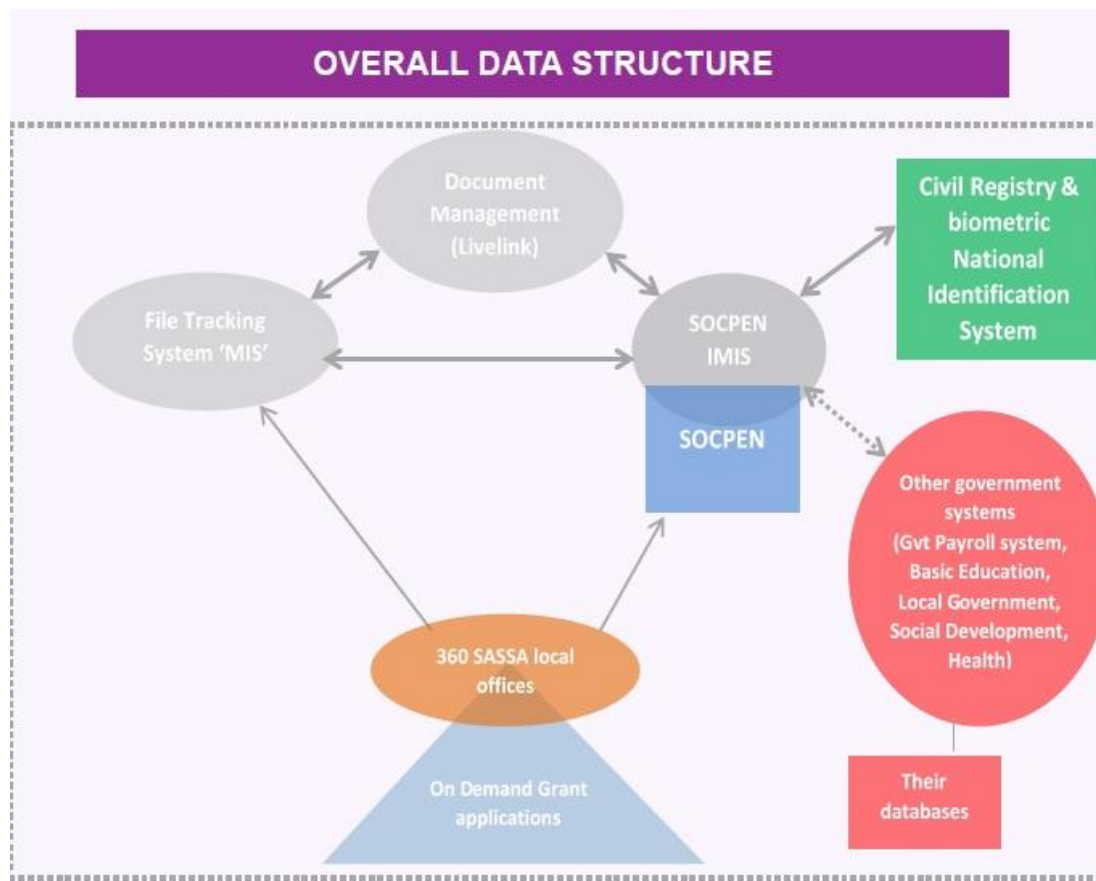 OVERALL DATA STRUCTURE
Document
Management
(Livelink)
Civil Registry &
biometric
National
Identification
System
File Tracking
System ‘MIS’
SOCPEN
IMIS
SOCPEN
Other government
systems
(Gvt Payroll system,
Basic Education,
Local Government,
Social Development,
Health)
360 SASSA local
offices
On Demand Grant
applications
Their
databases